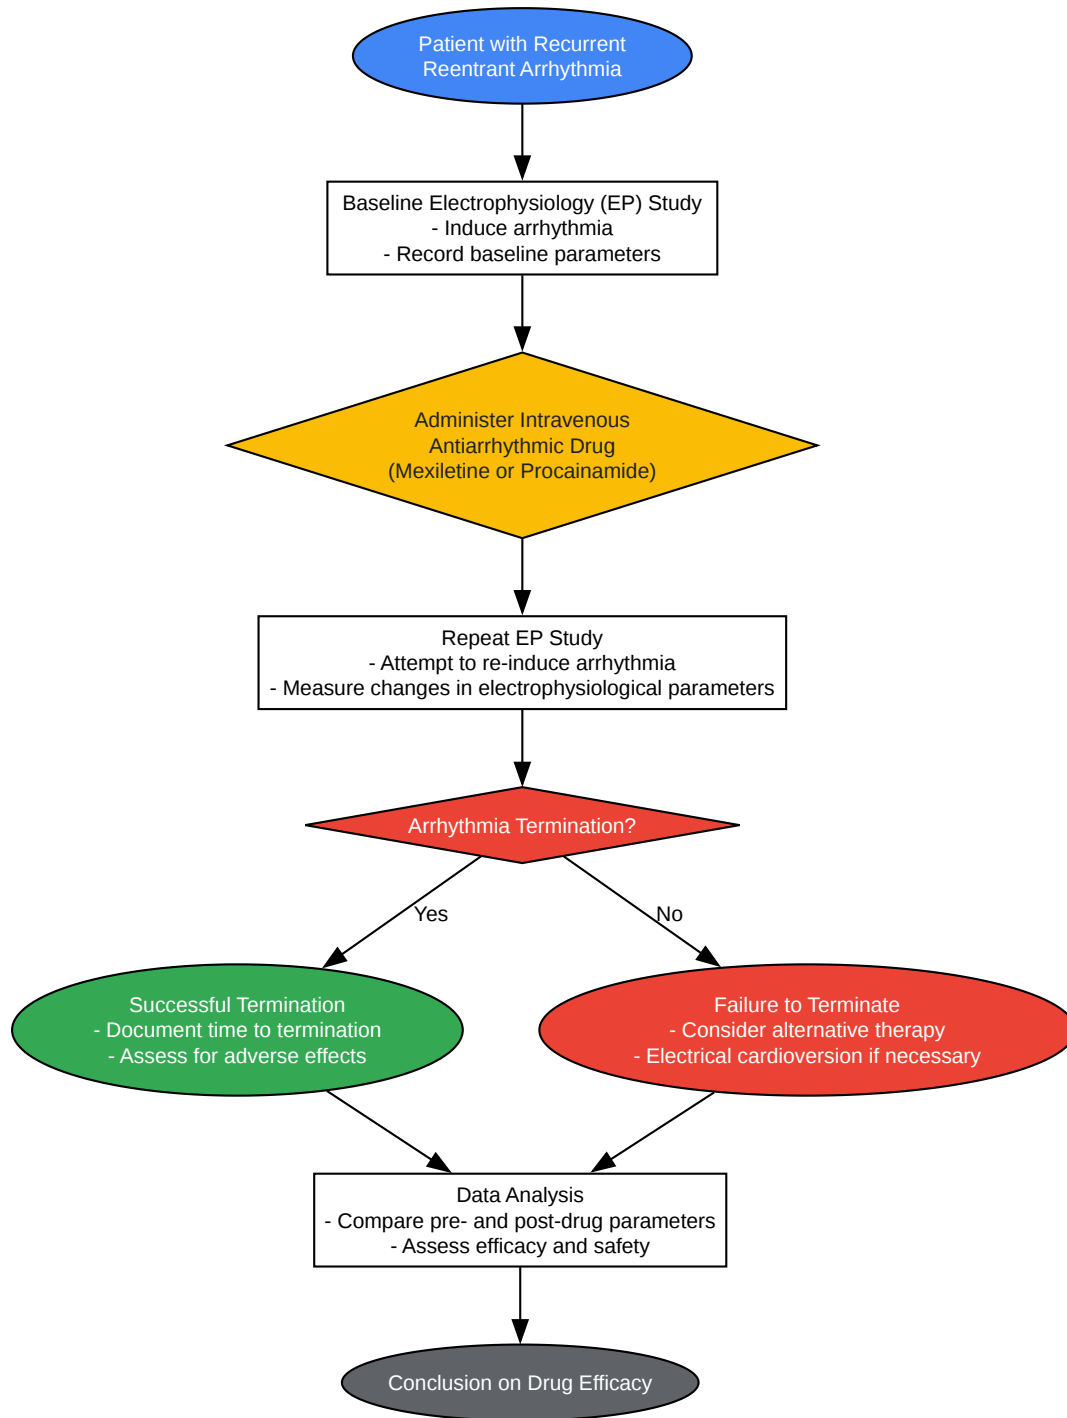 Patient with Recurrent
Reentrant Arrhythmia
Baseline Electrophysiology (EP) Study
- Induce arrhythmia
- Record baseline parameters
Administer Intravenous
Antiarrhythmic Drug
(Mexiletine or Procainamide)
Repeat EP Study
- Attempt to re-induce arrhythmia
- Measure changes in electrophysiological parameters
Arrhythmia Termination?
Yes
No
Successful Termination
- Document time to termination
- Assess for adverse effects
Failure to Terminate
- Consider alternative therapy
- Electrical cardioversion if necessary
Data Analysis
- Compare pre- and post-drug parameters
- Assess efficacy and safety
Conclusion on Drug Efficacy